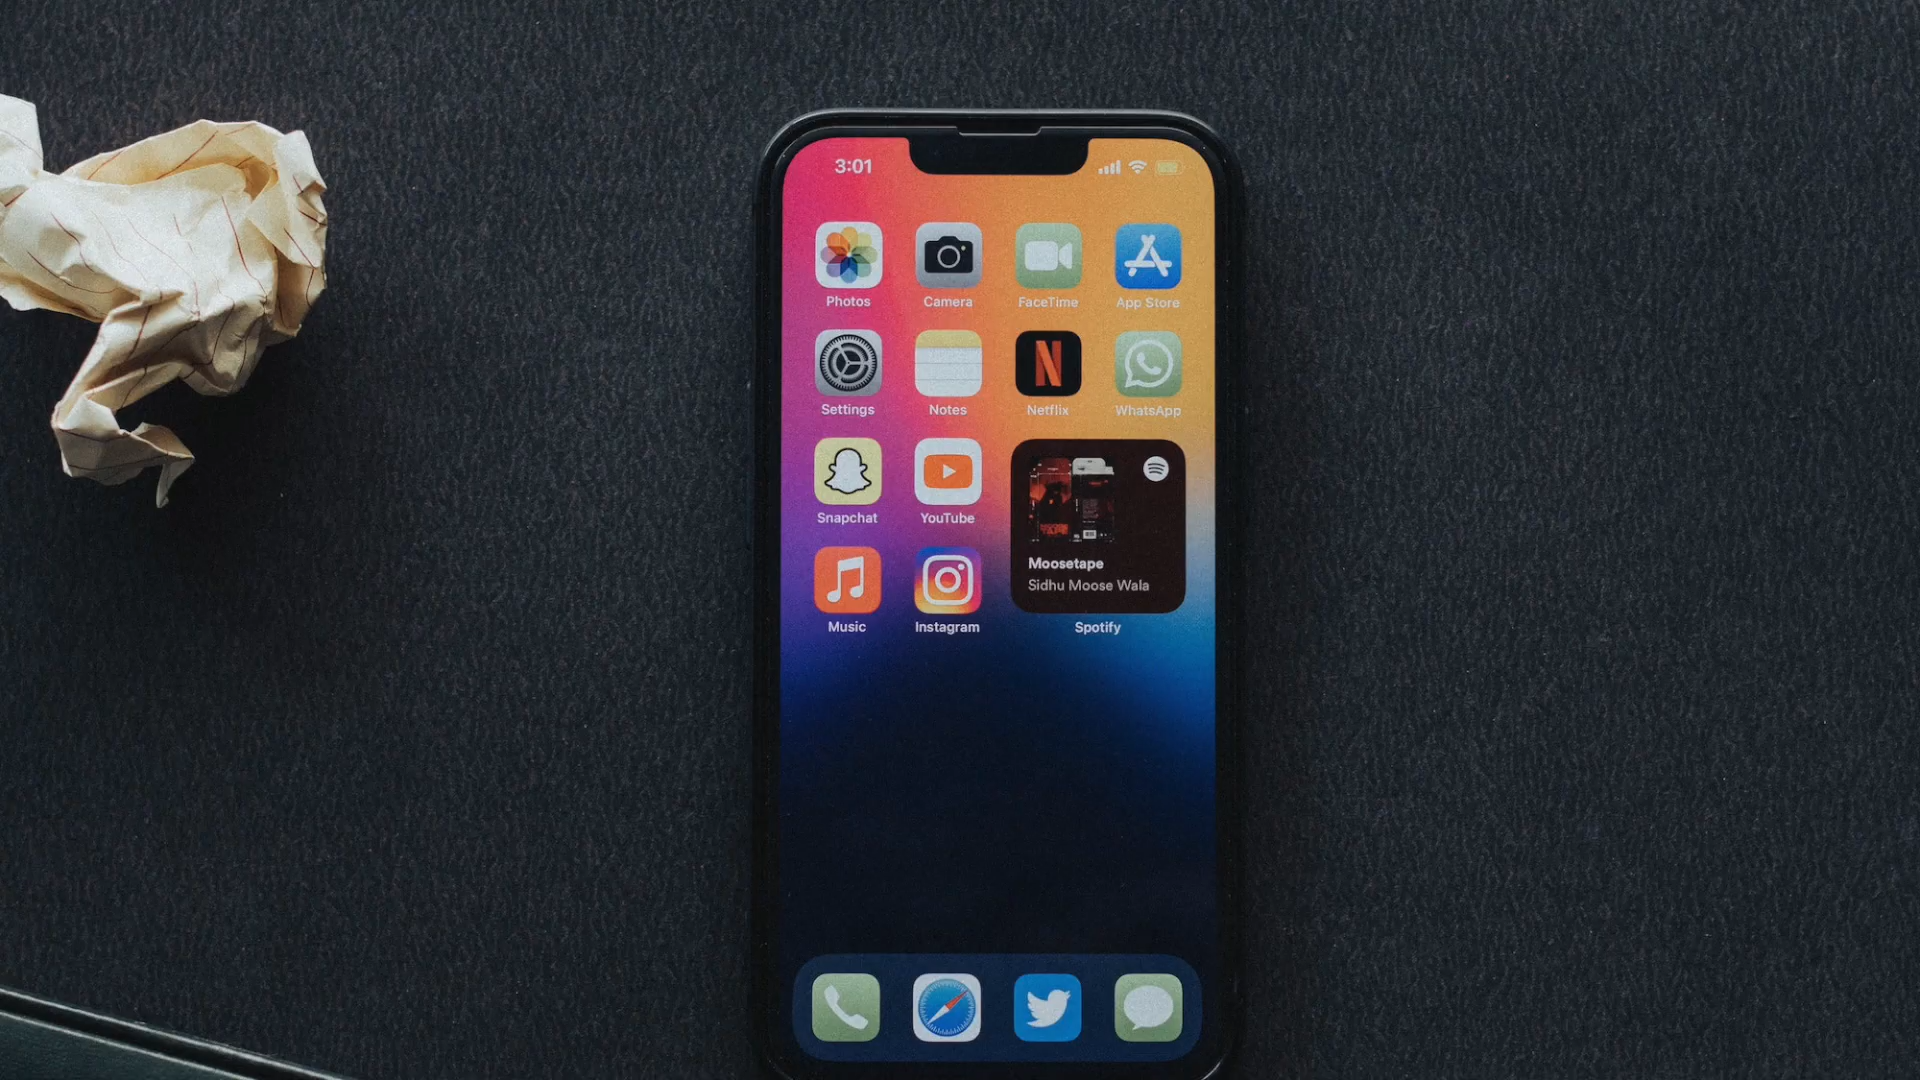 3:01
Photos
Camera
FaceTime
App Store
Settings
Notes
Netflix
WhatsApp
Snapchat
YouTube
Moosetape
Sidhu Moose Wala
Music
Instagram
Spotify